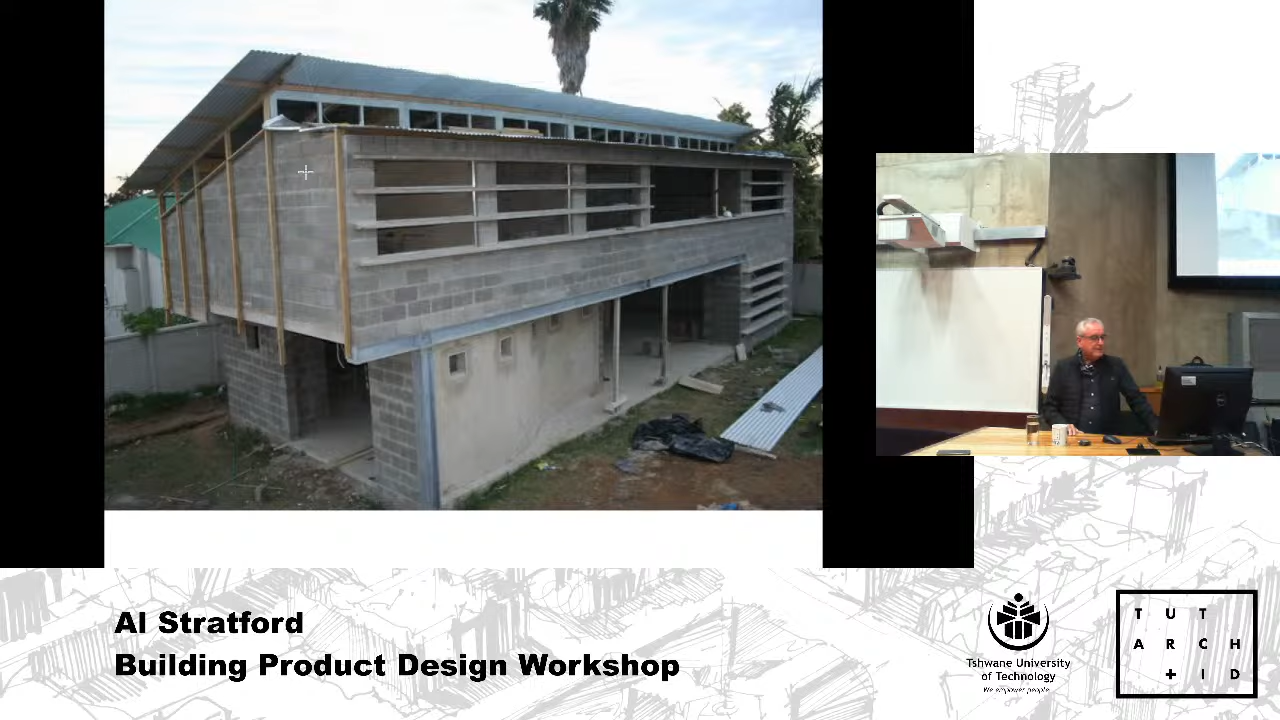 Al Stratford
Building Product Design Workshop
Tshwane University
of Technology
We empower people
T U T
A R C H
+ I D